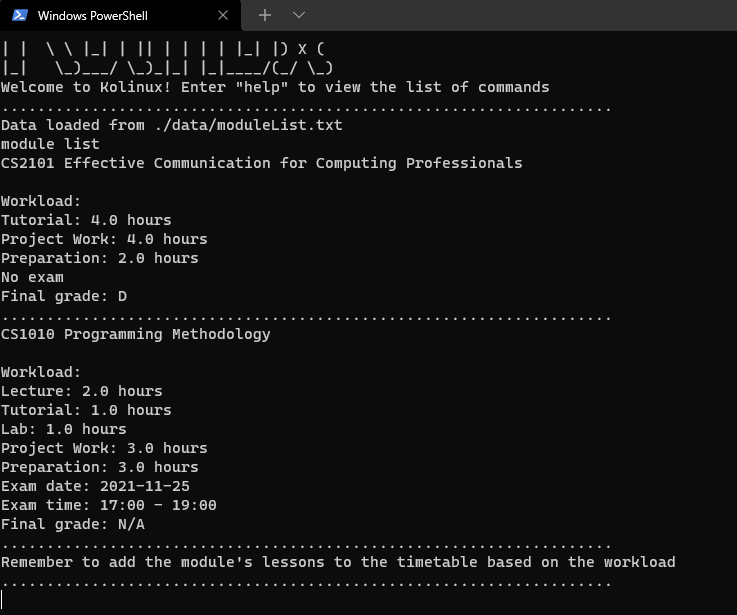 Windows PowerShell
| |  \ \ |_| | || | | | | |_| |) X (
|_|   \_)___/ \_)_|_| |_|____/(_/ \_)
Welcome to Kolinux! Enter "help" to view the list of commands
....................................................................
Data loaded from ./data/moduleList.txt
module list
CS2101 Effective Communication for Computing Professionals
Workload:
Tutorial: 4.0 hours
Project Work: 4.0 hours
Preparation: 2.0 hours
No exam
Final grade: D
....................................................................
CS1010 Programming Methodology
Workload:
Lecture: 2.0 hours
Tutorial: 1.0 hours
Lab: 1.0 hours
Project Work: 3.0 hours
Preparation: 3.0 hours
Exam date: 2021-11-25
Exam time: 17:00 - 19:00
Final grade: N/A
....................................................................
Remember to add the module's lessons to the timetable based on the workload
....................................................................